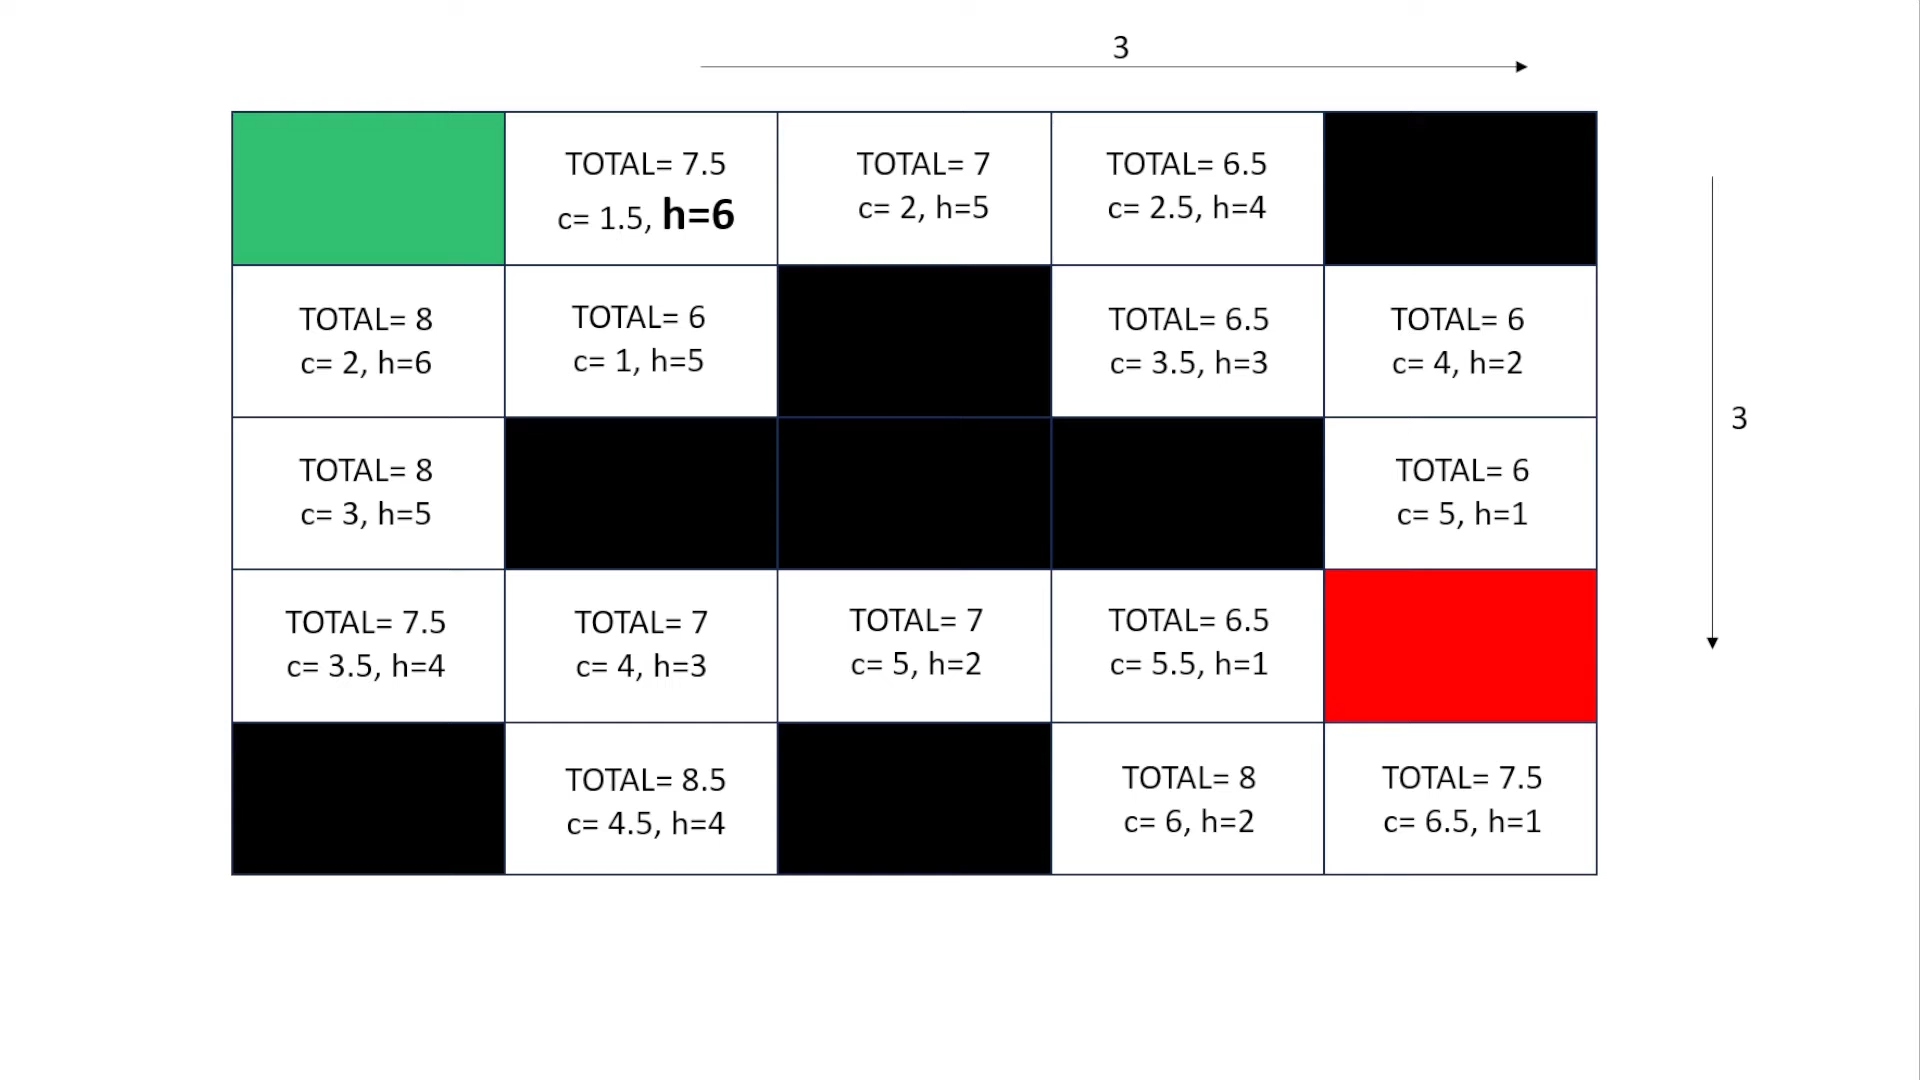 3
TOTAL= 7.5
c= 1.5, h=6
TOTAL= 7
c= 2, h=5
TOTAL= 6.5
c= 2.5, h=4
TOTAL= 8
c= 2, h=6
TOTAL= 6
c= 1, h=5
TOTAL= 6.5
c= 3.5, h=3
TOTAL= 6
c= 4, h=2
3
TOTAL= 8
c= 3, h=5
TOTAL= 6
c= 5, h=1
TOTAL= 7.5
c= 3.5, h=4
TOTAL= 7
c= 4, h=3
TOTAL= 7
c= 5, h=2
TOTAL= 6.5
c= 5.5, h=1
TOTAL= 8.5
c= 4.5, h=4
TOTAL= 8
c= 6, h=2
TOTAL= 7.5
c= 6.5, h=1